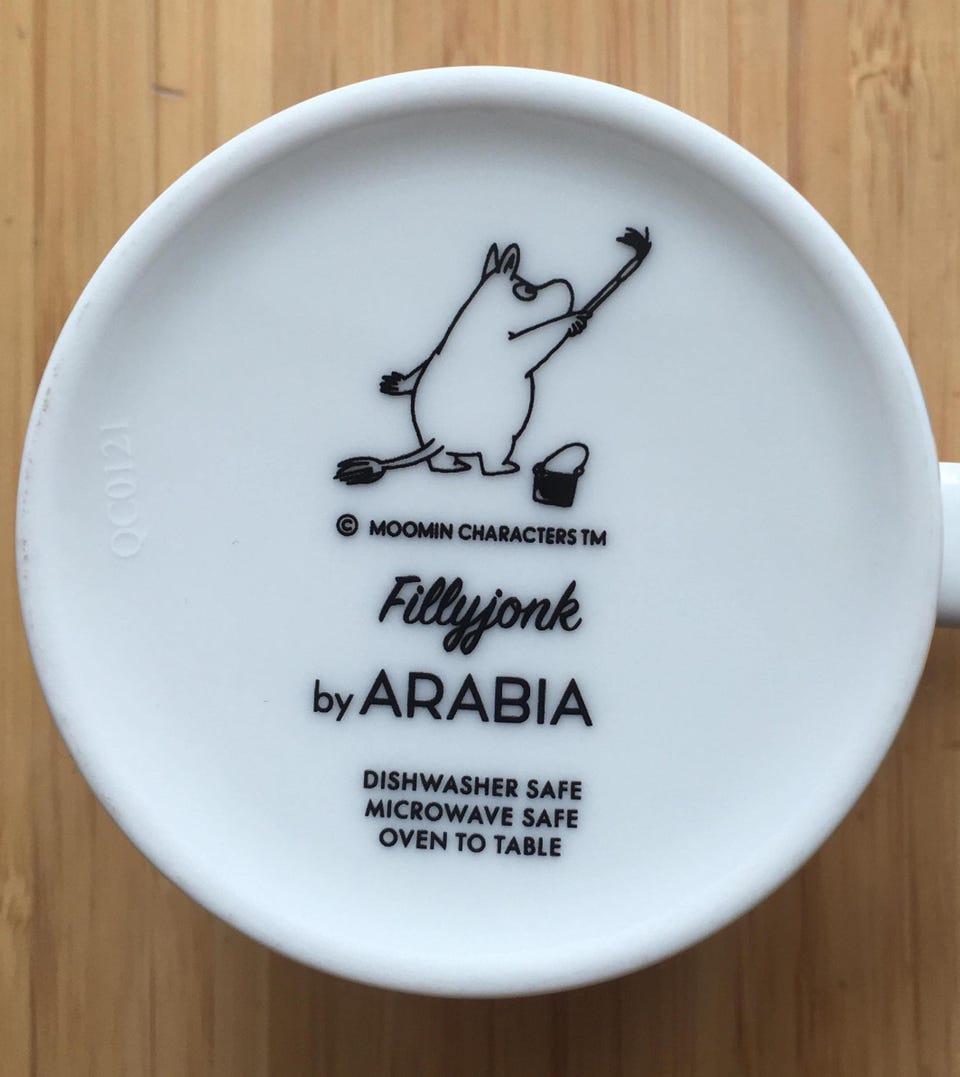 © MOOMIN CHARACTERS TM
Fillyjonk
by ARABIA
DISHWASHER SAFE
MICROWAVE SAFE
OVEN TO TABLE
QC0121